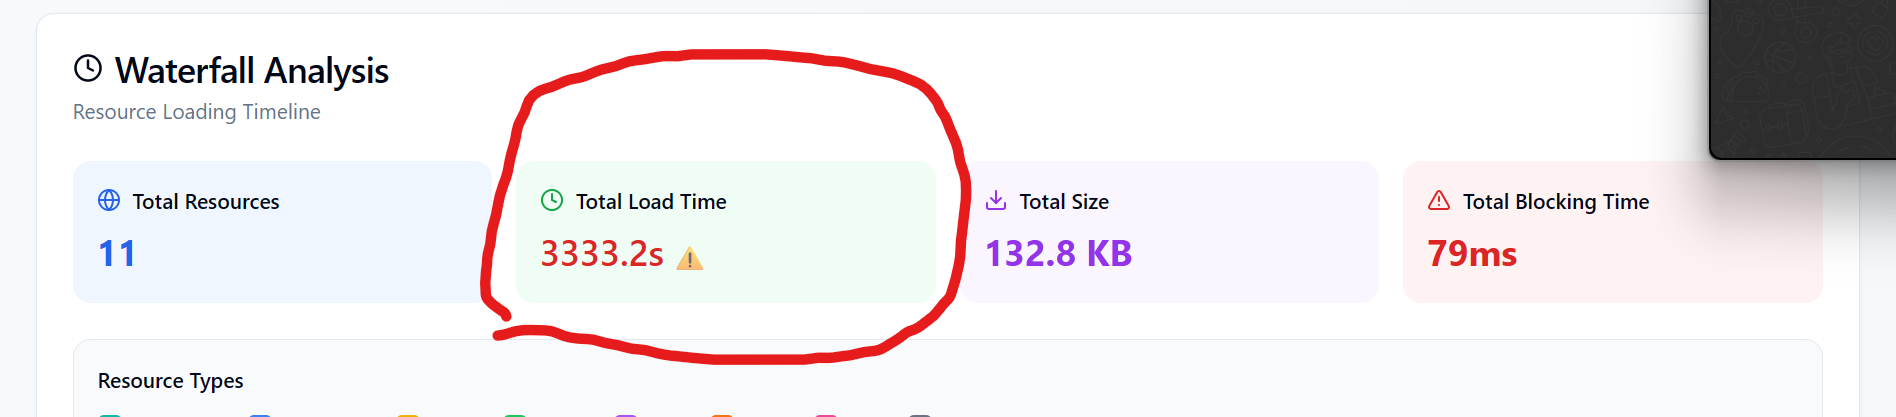 Waterfall Analysis
Resource Loading Timeline
Total Resources
11
Total Load Time
3333.2s
Total Size
132.8 KB
Total Blocking Time
79ms
Resource Types